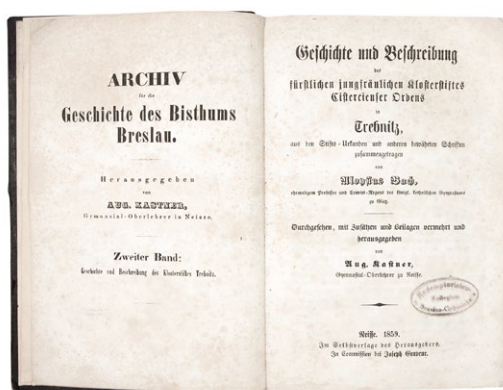 ARCHIV
für die
Geschichte des Bisthums
Breslau.
Herausgegeben
von
AUG. KASTNER,
Gymnasial-Oberlehrer in Neisse.
Zweiter Band:
Geschichte und Beschreibung des Klosterstiftes Trebnitz.
Geschichte und Beschreibung
des
fürstlichen jungfräulichen Klosterstiftes
Cistercienser Ordens
in
Trebnitz,
aus den Stifts-Urkunden und anderen bewährten Schriften
zusammengetragen
von
Aloysius Bach,
ehemaligem Professor und Convict-Regens des Königl. katholischen Gymnasiums
zu Glatz.
Durchgesehen, mit Zusätzen und Beilagen vermehrt und
herausgegeben
von
Aug. Kastner,
Gymnasial-Oberlehrer zu Neisse.
Neisse. 1859.
Im Selbstverlage des Herausgebers.
In Commission bei Joseph Graveur.